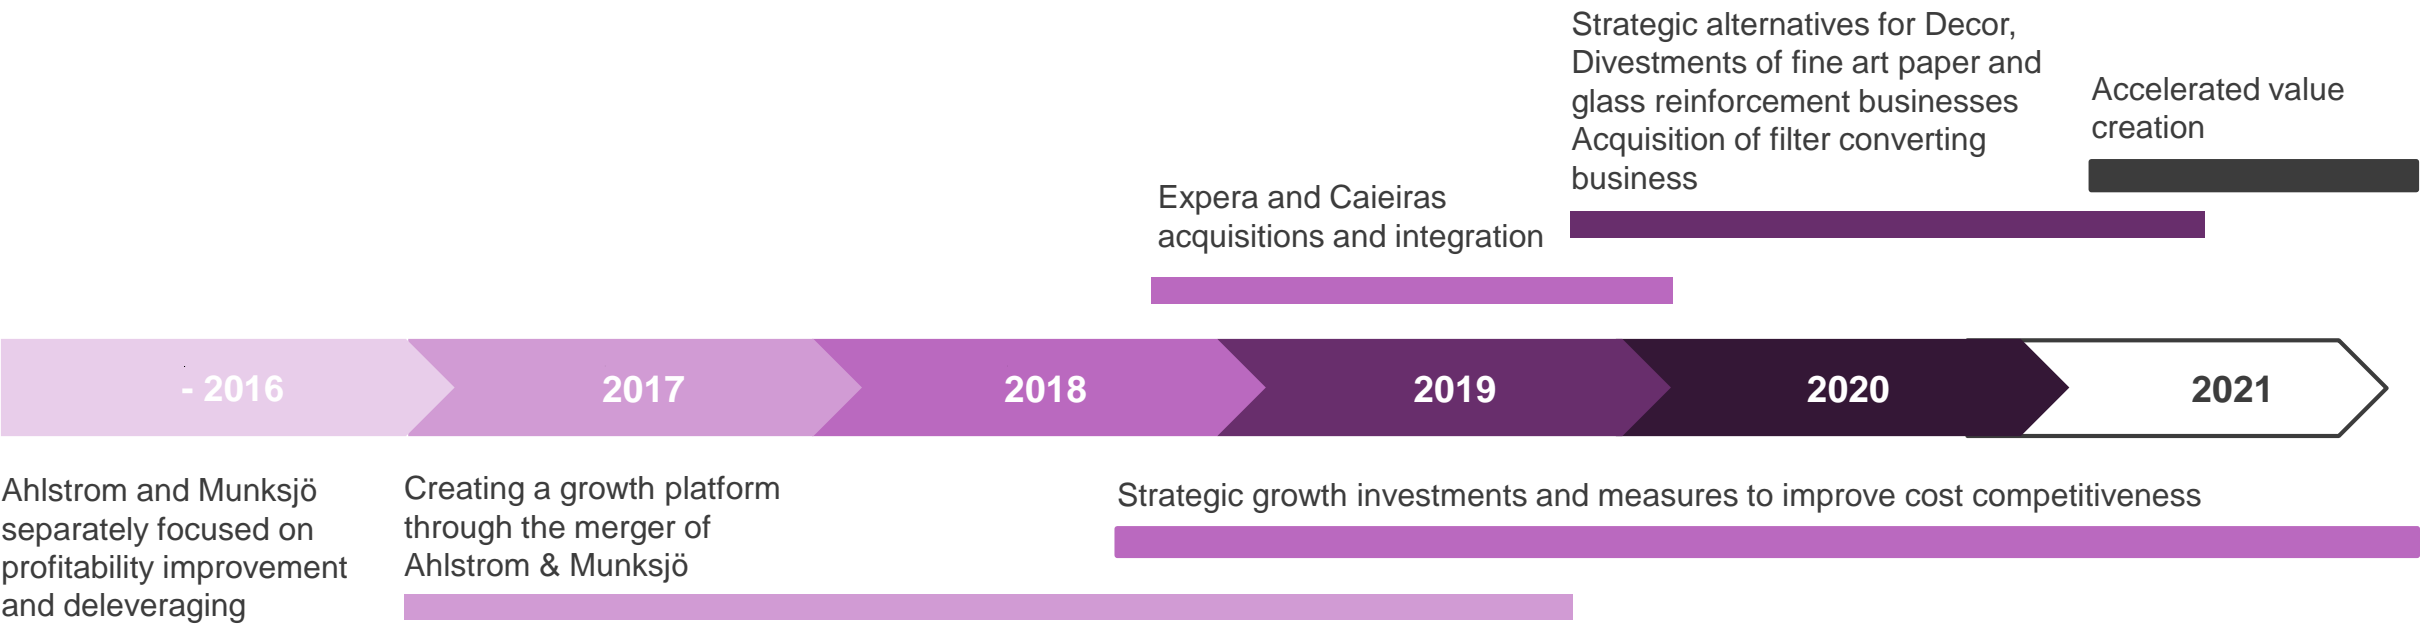 Strategic alternatives for Decor,
Divestments of fine art paper and
glass reinforcement businesses
Acquisition of filter converting
business
Accelerated value
creation
Expera and Caieiras
acquisitions and integration
- 2016
2017
2018
2019
2020
2021
Ahlstrom and Munksjö
separately focused on
profitability improvement
and deleveraging
Creating a growth platform
through the merger of
Ahlstrom & Munksjö
Strategic growth investments and measures to improve cost competitiveness